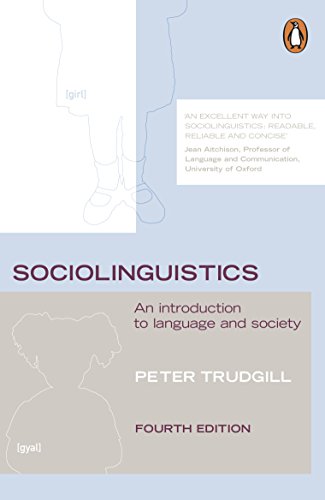 [girl]
'AN EXCELLENT WAY INTO
SOCIOLINGUISTICS: READABLE,
RELIABLE AND CONCISE'
Jean Aitchison, Professor of
Language and Communication,
University of Oxford
SOCIOLINGUISTICS
An introduction
to language and society
PETER TRUDGILL
FOURTH EDITION
[gyal]